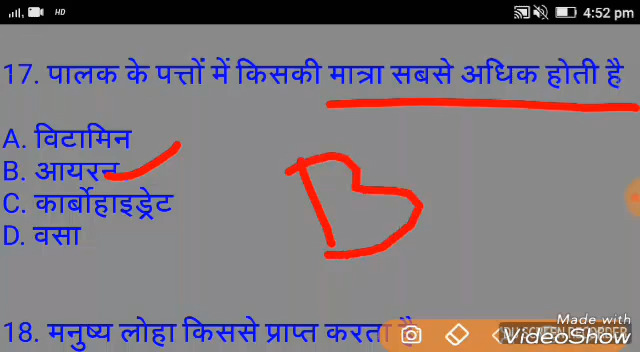 HD 4:52 pm
17. पालक के पत्तों में किसकी मात्रा सबसे अधिक होती है
A. विटामिन
B. आयरन
C. कार्बोहाइड्रेट
D. वसा
B
18. मनुष्य लोहा किससे प्राप्त करता है
Made with
VideoShow